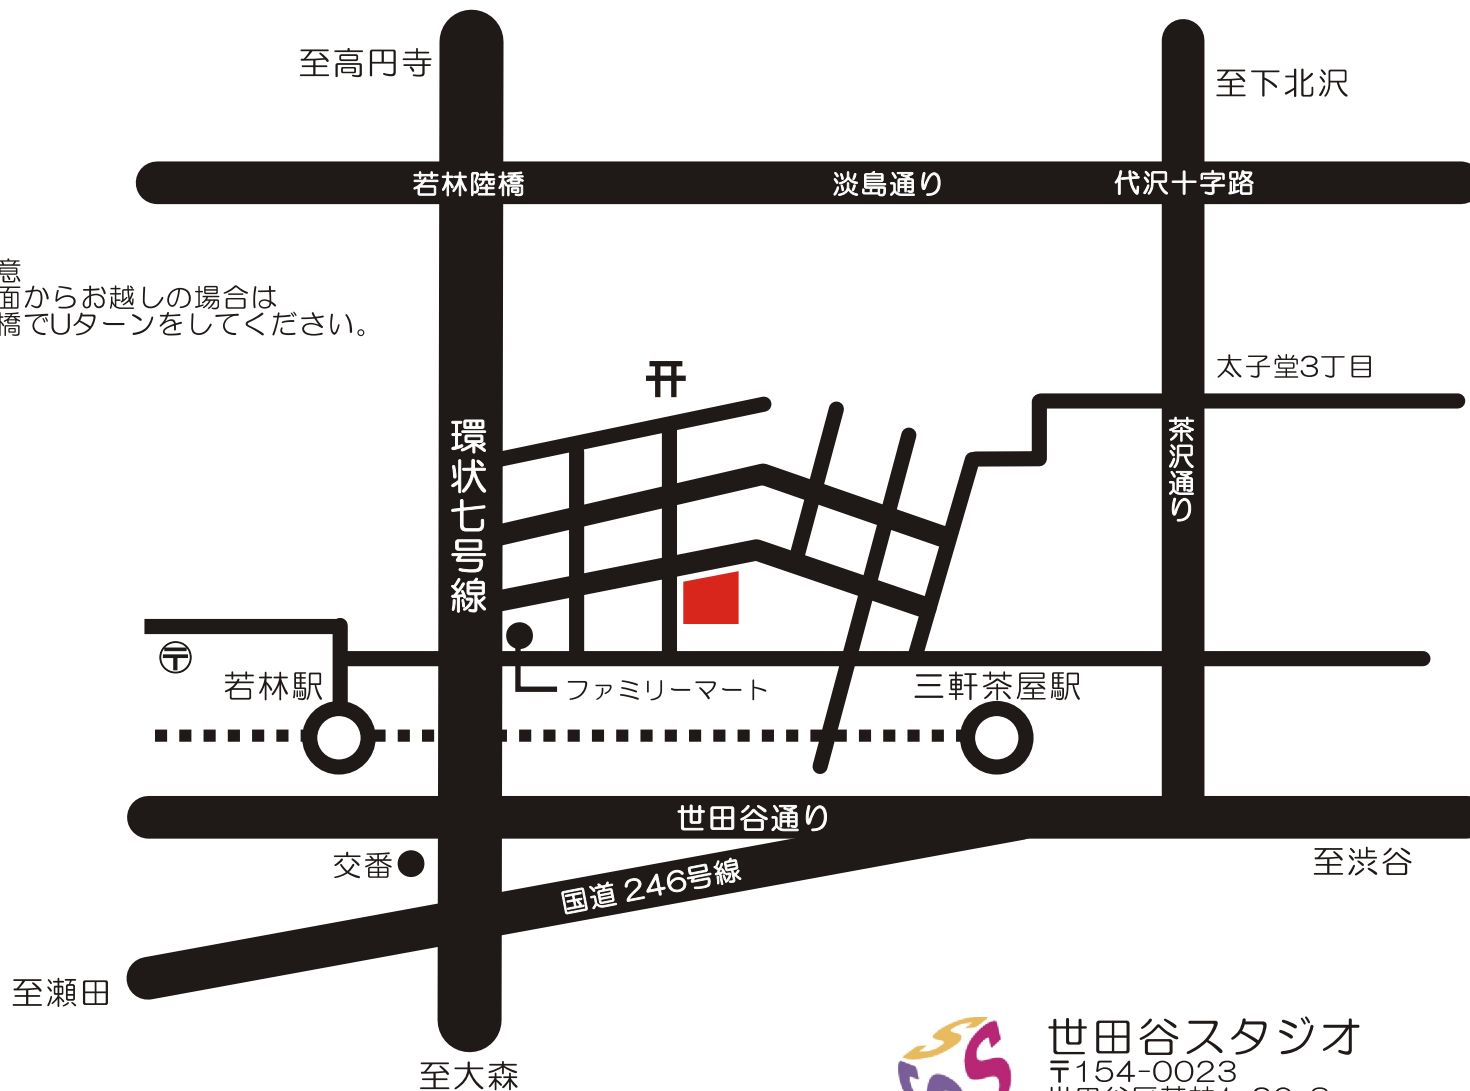 至高円寺
至下北沢
若林陸橋
淡島通り
代沢十字路
意
面からお越しの場合は
橋でUターンをしてください。
太子堂3丁目
環状七号線
茶沢通り
〒
若林駅
ファミリーマート
三軒茶屋駅
世田谷通り
交番
国道246号線
至渋谷
至瀬田
至大森
世田谷スタジオ
〒154-0023